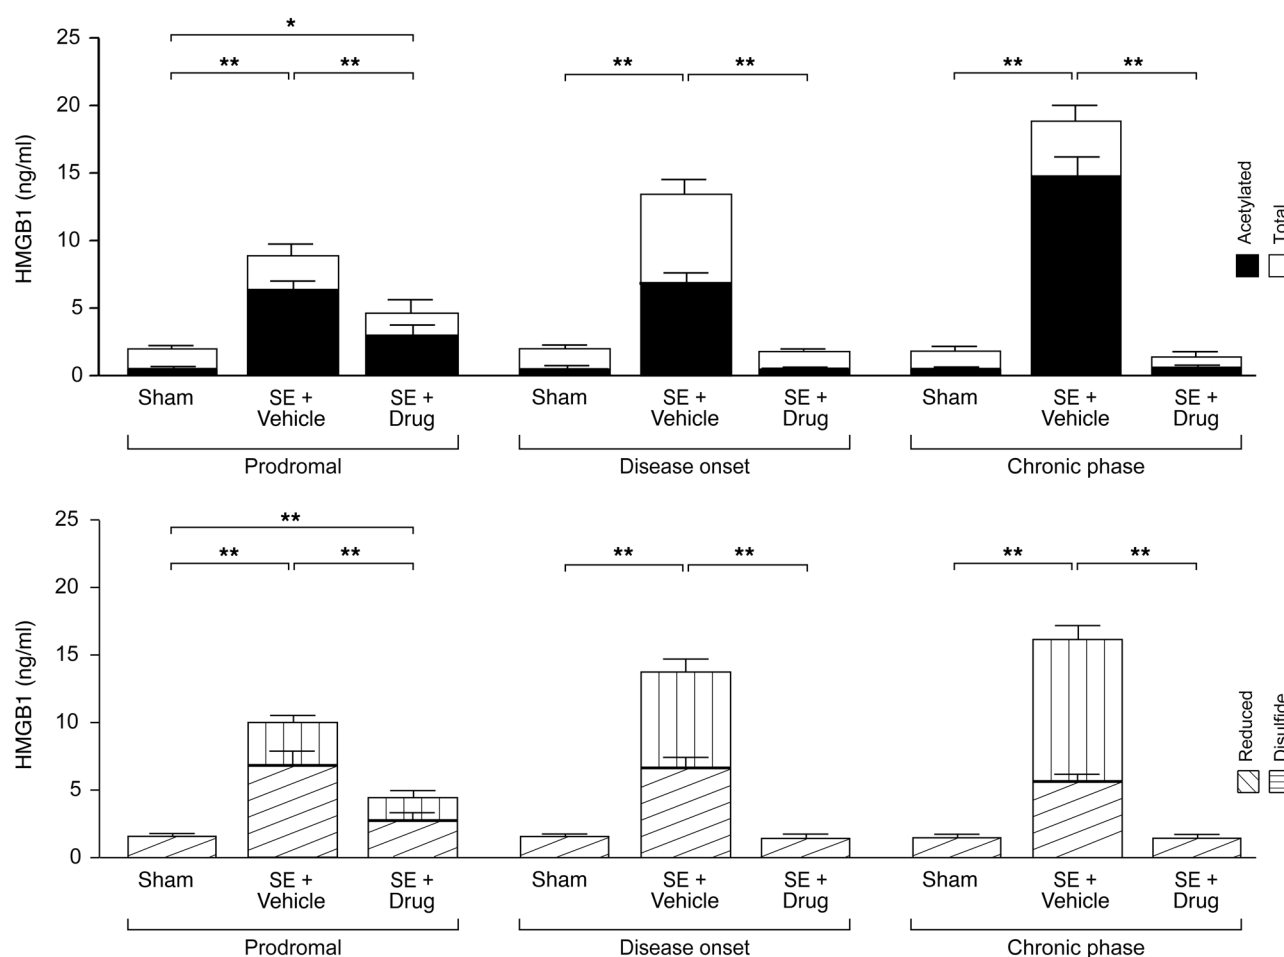 *
** **
** **
** **
25
20
15
10
5
0
HMGB1 (ng/ml)
Acetylated
Total
Sham
SE +
Vehicle
SE +
Drug
Sham
SE +
Vehicle
SE +
Drug
Sham
SE +
Vehicle
SE +
Drug
Prodromal
Disease onset
Chronic phase
**
** **
** **
** **
25
20
15
10
5
0
HMGB1 (ng/ml)
Reduced
Disulfide
Sham
SE +
Vehicle
SE +
Drug
Sham
SE +
Vehicle
SE +
Drug
Sham
SE +
Vehicle
SE +
Drug
Prodromal
Disease onset
Chronic phase